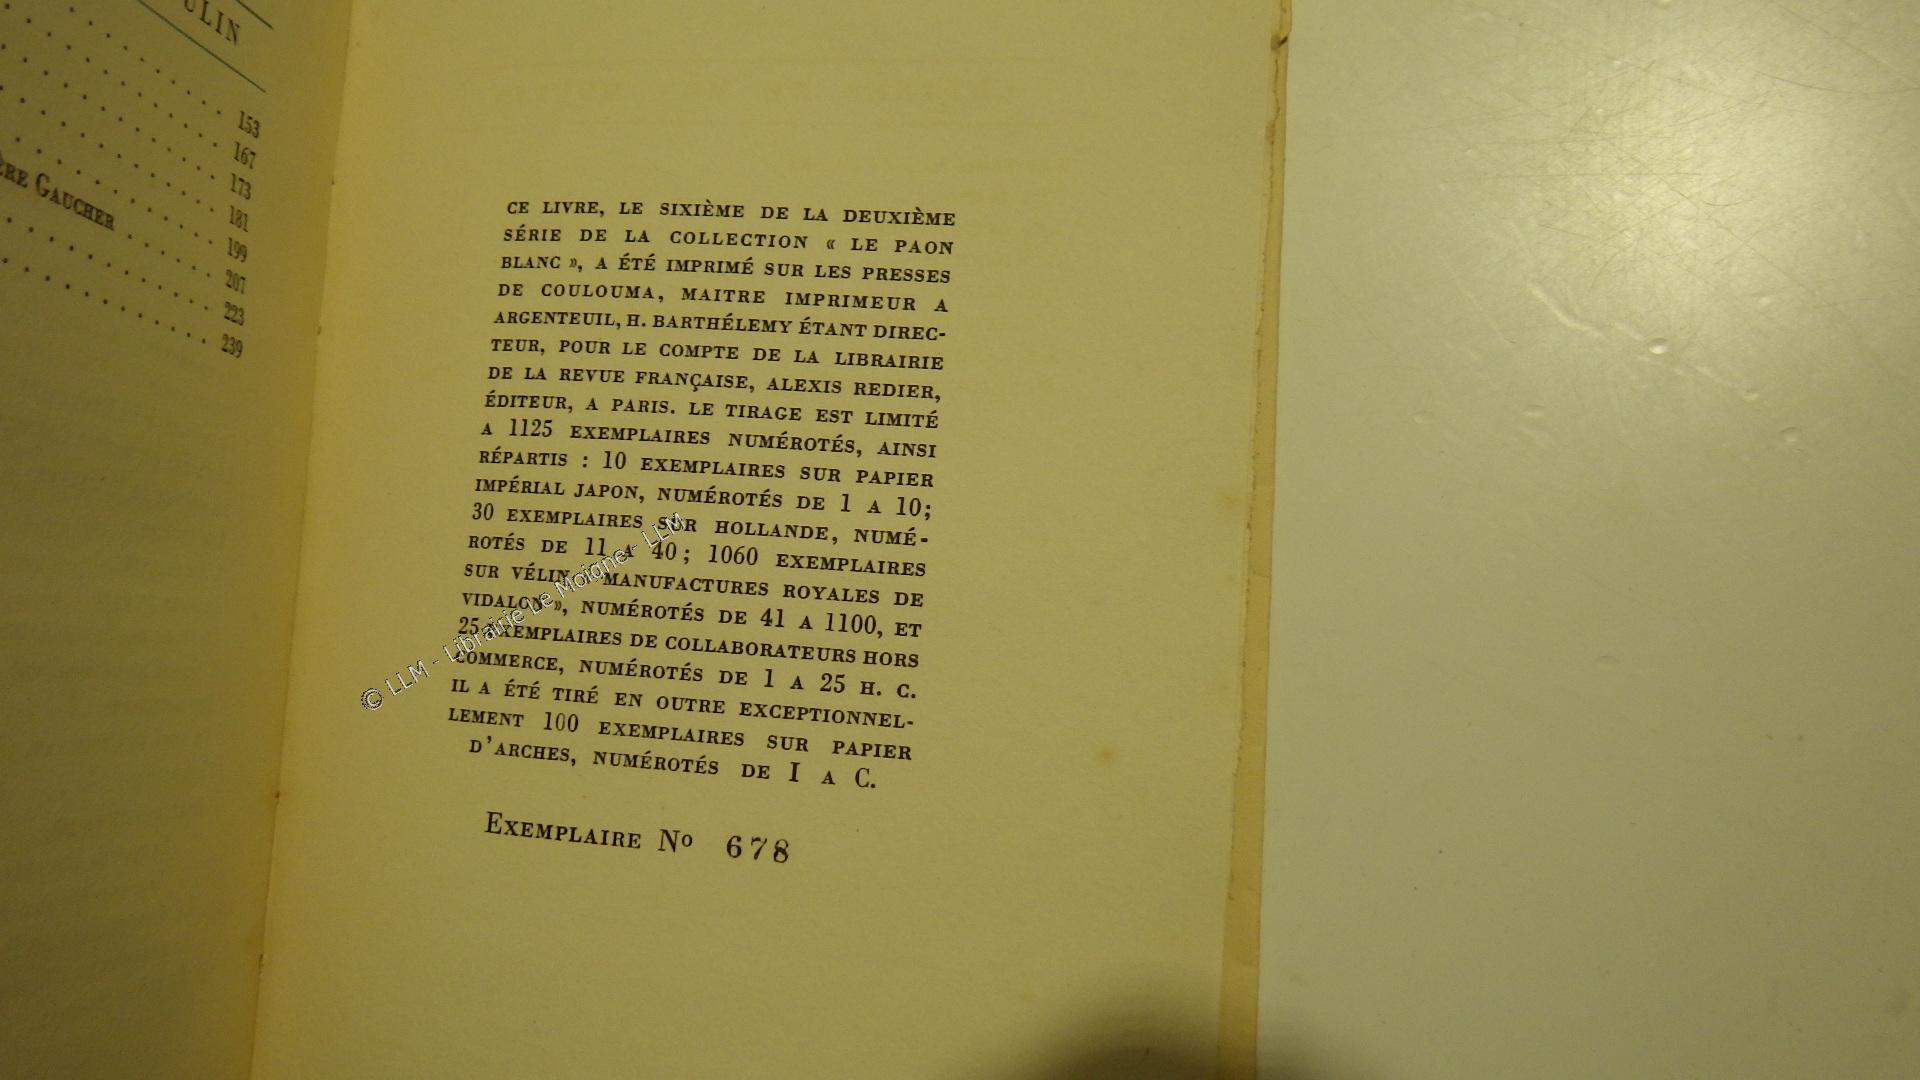 ULIN
153
167
173
181
199
ÈRE GAUCHER 207
223
239
CE LIVRE, LE SIXIÈME DE LA DEUXIÈME
SÉRIE DE LA COLLECTION « LE PAON
BLANC », A ÉTÉ IMPRIMÉ SUR LES PRESSES
DE COULOUMA, MAITRE IMPRIMEUR A
ARGENTEUIL, H. BARTHÉLEMY ÉTANT DIREC-
TEUR, POUR LE COMPTE DE LA LIBRAIRIE
DE LA REVUE FRANÇAISE, ALEXIS REDIER,
ÉDITEUR, A PARIS. LE TIRAGE EST LIMITÉ
A 1125 EXEMPLAIRES NUMÉROTÉS, AINSI
RÉPARTIS : 10 EXEMPLAIRES SUR PAPIER
IMPÉRIAL JAPON, NUMÉROTÉS DE 1 A 10;
30 EXEMPLAIRES SUR HOLLANDE, NUMÉ-
ROTÉS DE 11 A 40; 1060 EXEMPLAIRES
SUR VÉLIN « MANUFACTURES ROYALES DE
VIDALON », NUMÉROTÉS DE 41 A 1100, ET
25 EXEMPLAIRES DE COLLABORATEURS HORS
COMMERCE, NUMÉROTÉS DE 1 A 25 H. C.
IL A ÉTÉ TIRÉ EN OUTRE EXCEPTIONNEL-
LEMENT 100 EXEMPLAIRES SUR PAPIER
D'ARCHES, NUMÉROTÉS DE I A C.
EXEMPLAIRE No 678
© LLM - Librairie Le Moigne - LLM